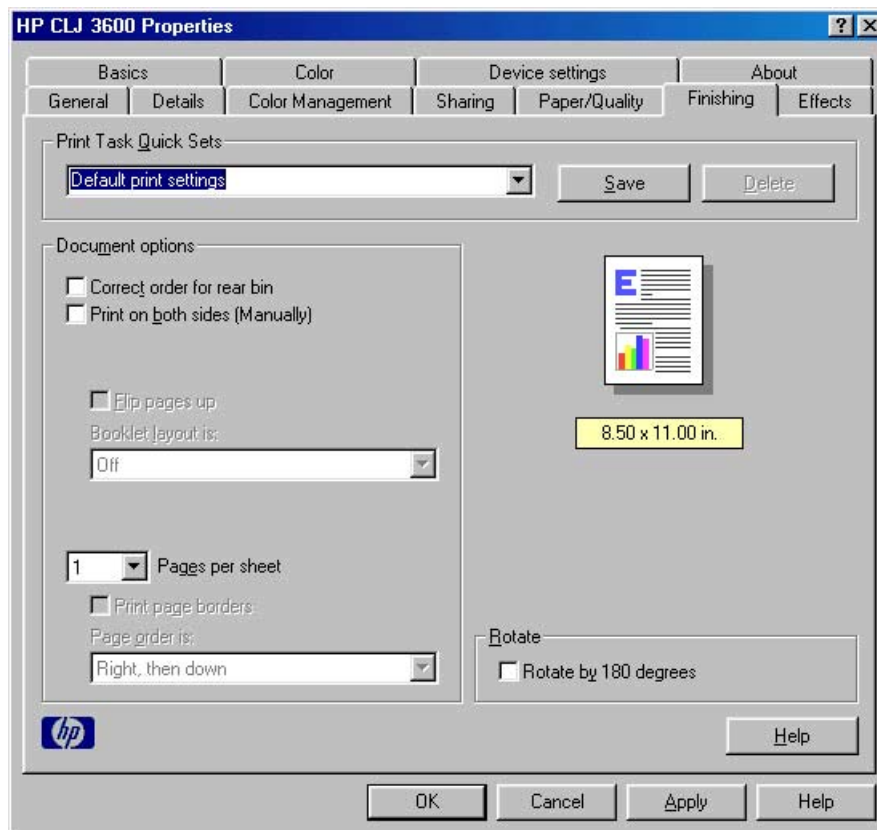 HP CLJ 3600 Properties
Basics Color Device settings About
General Details Color Management Sharing Paper/Quality Finishing Effects
Print Task Quick Sets
Default print settings Save Delete
Document options
Correct order for rear bin
Print on both sides (Manually)
Flip pages up
Booklet layout is:
Off
E
8.50 x 11.00 in.
1 Pages per sheet
Print page borders
Page order is:
Right, then down
Rotate
Rotate by 180 degrees
hp
Help
OK Cancel Apply Help